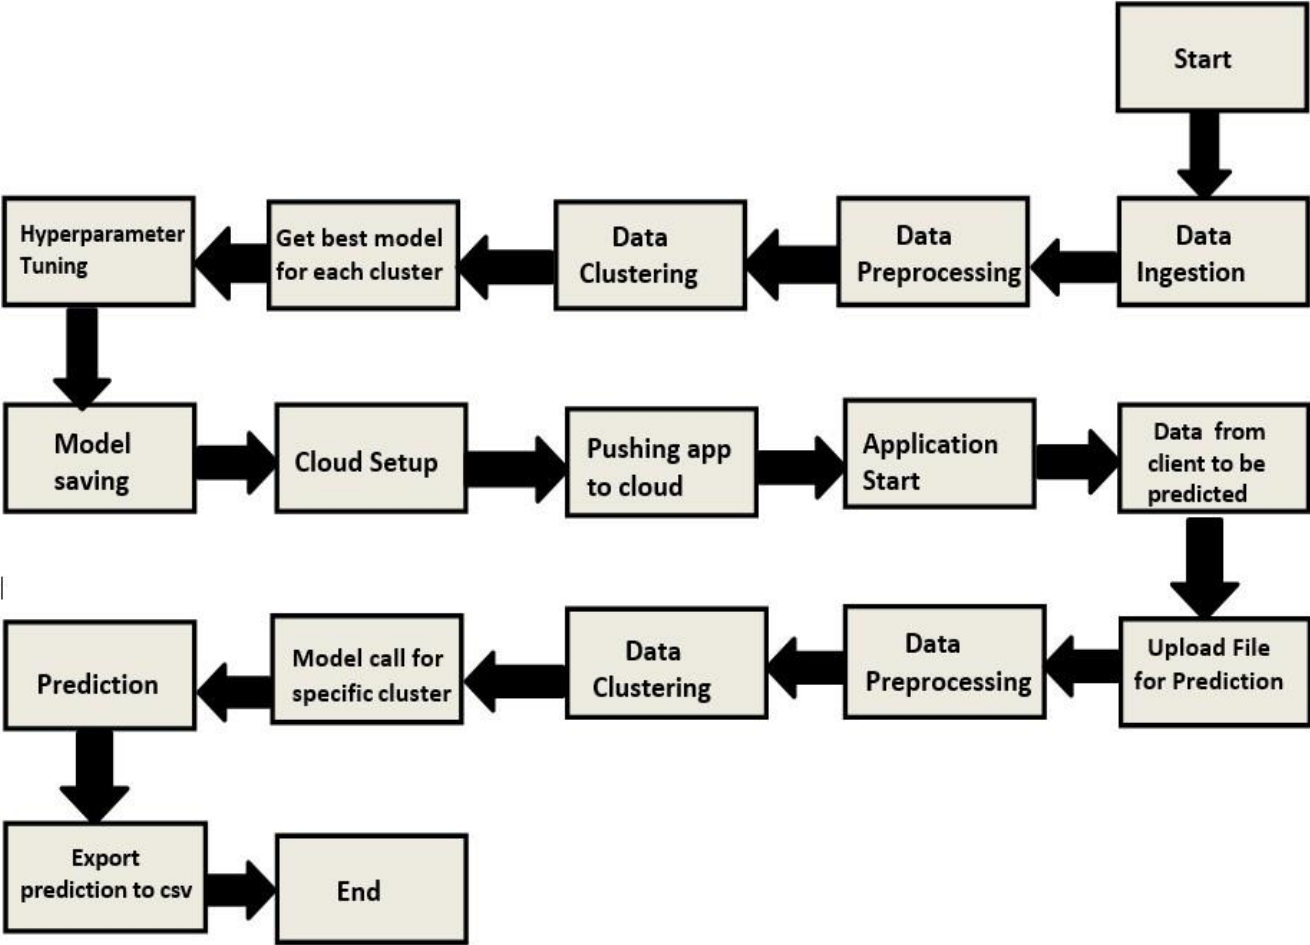 Start
Data
Ingestion
Data
Preprocessing
Data
Clustering
Get best model
for each cluster
Hyperparameter
Tuning
Model
saving
Cloud Setup
Pushing app
to cloud
Application
Start
Data from
client to be
predicted
Upload File
for Prediction
Data
Preprocessing
Data
Clustering
Model call for
specific cluster
Prediction
Export
prediction to csv
End